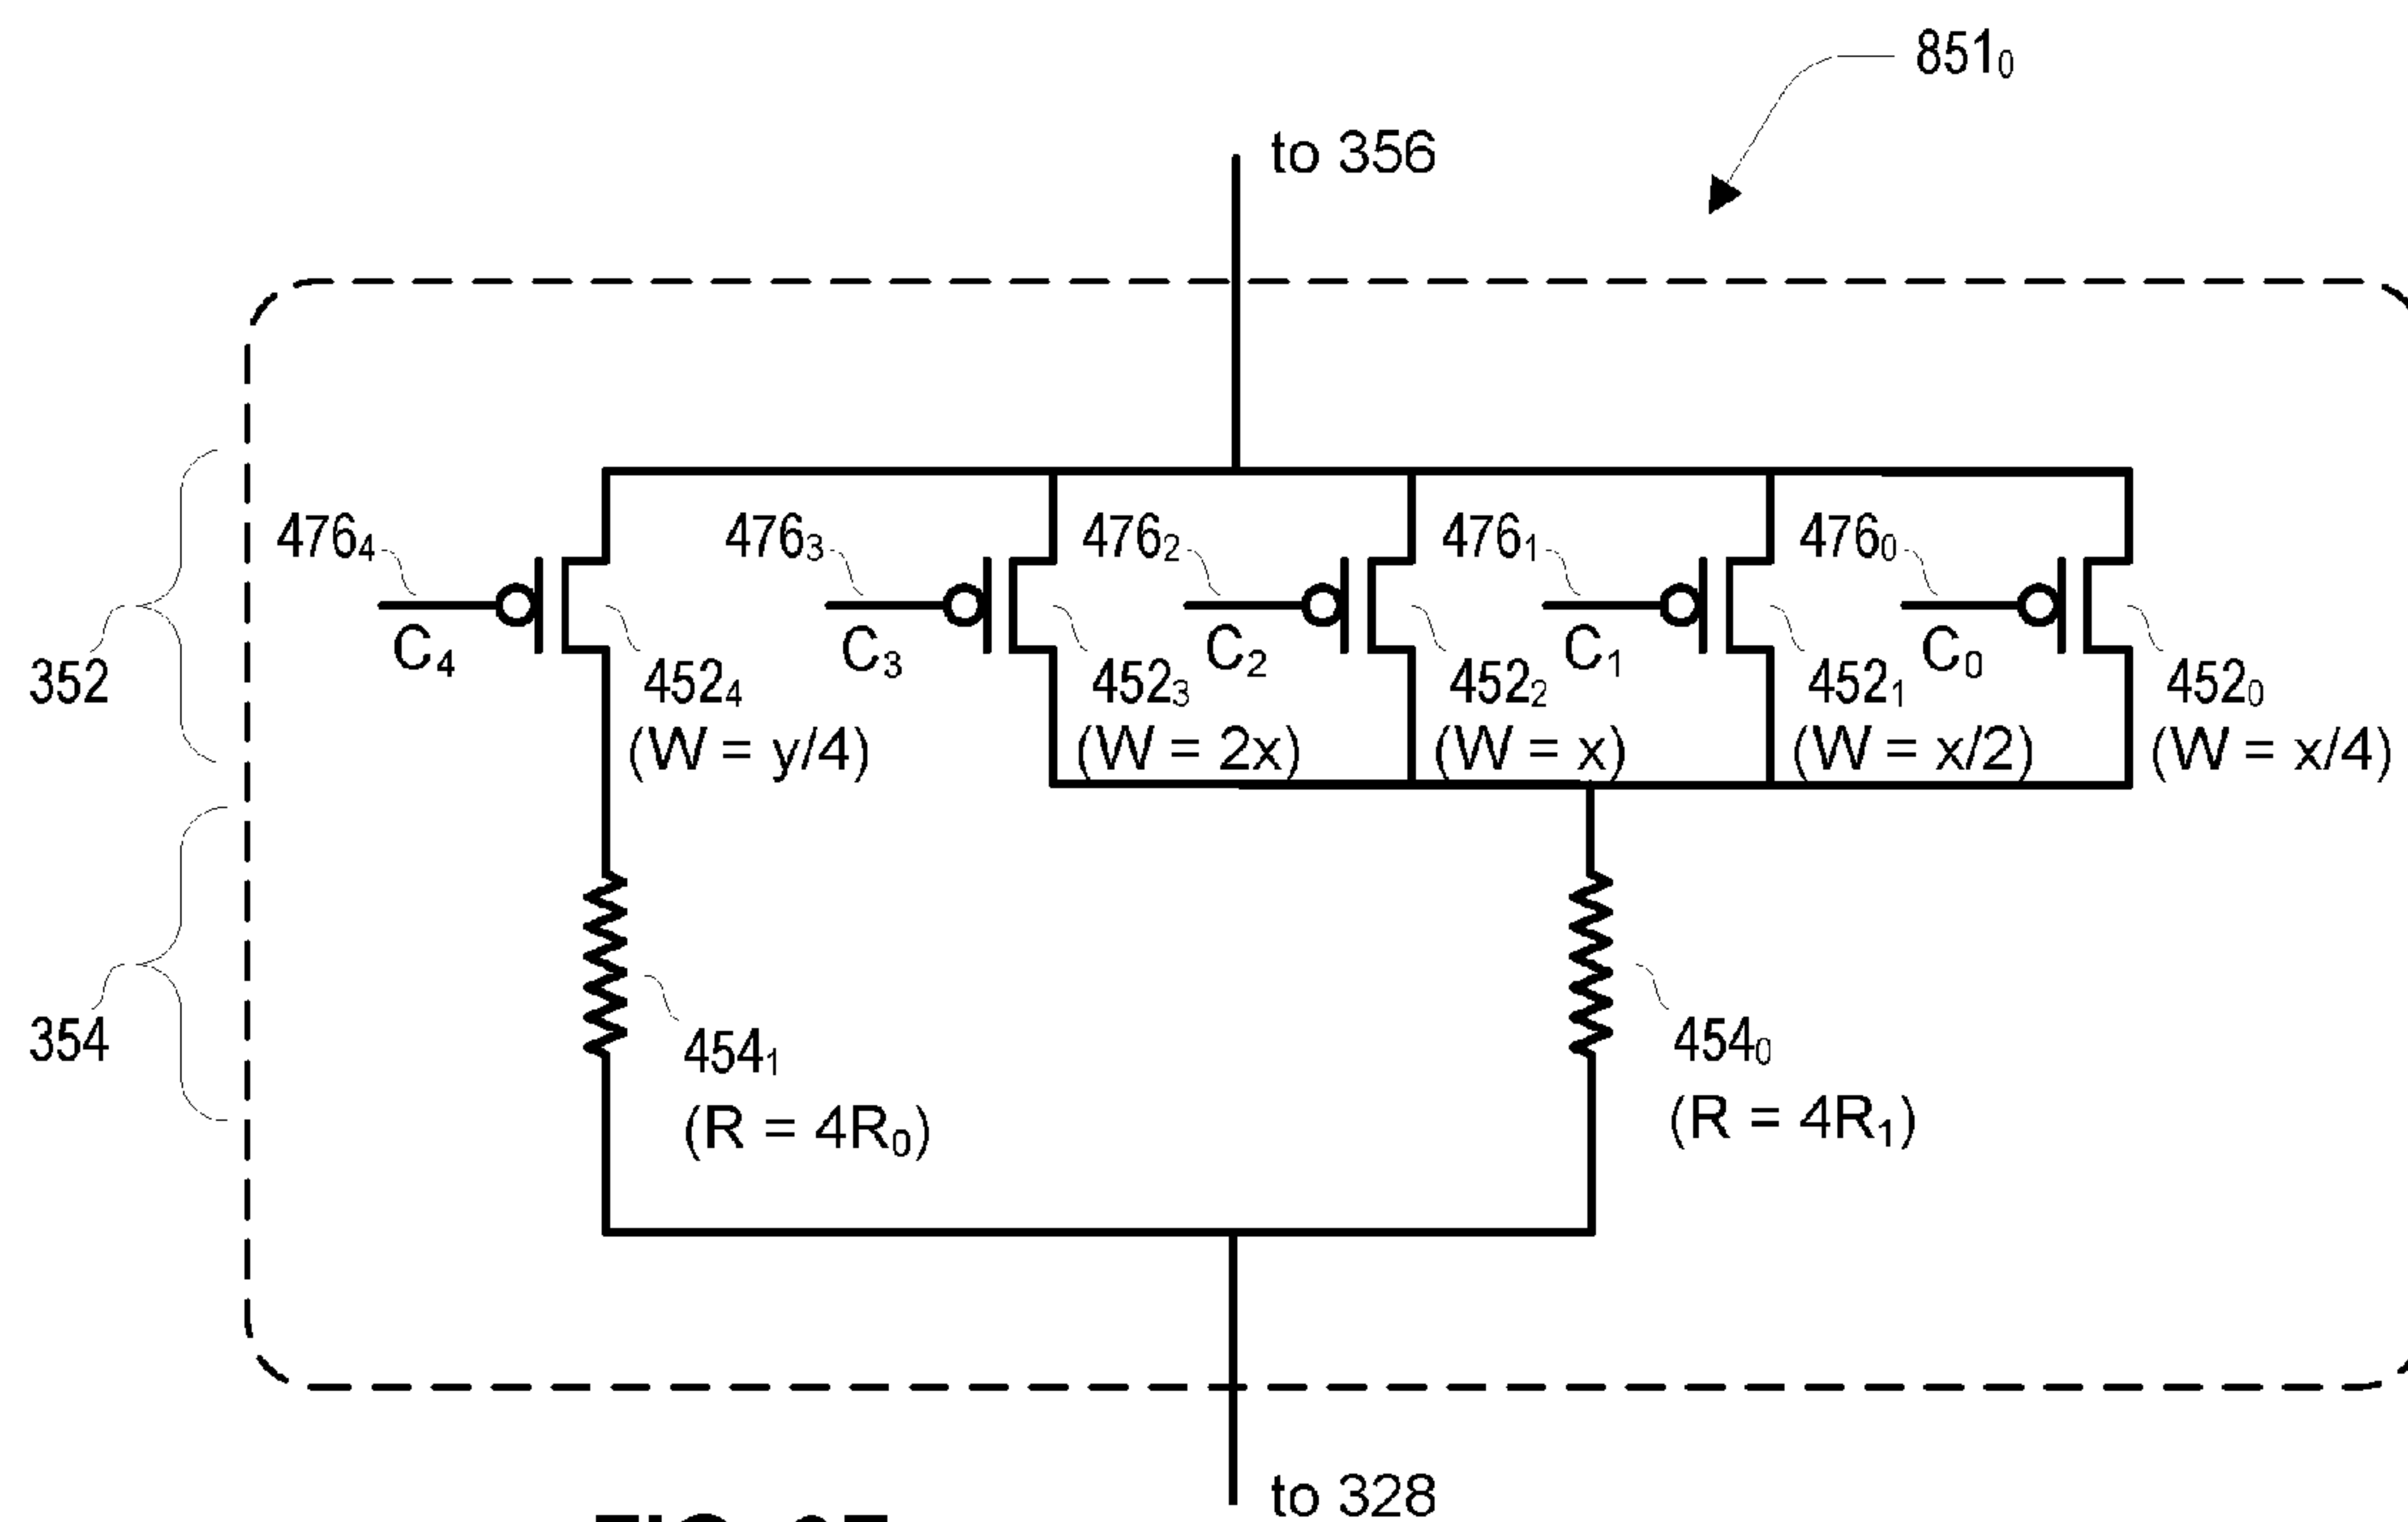 851₀
to 356
476₄ 476₃ 476₂ 476₁ 476₀
C₄ C₃ C₂ C₁ C₀
352
452₄ 452₃ 452₂ 452₁ 452₀
(W = y/4) (W = 2x) (W = x) (W = x/2) (W = x/4)
354
454₁ 454₀
(R = 4R₀) (R = 4R₁)
to 328